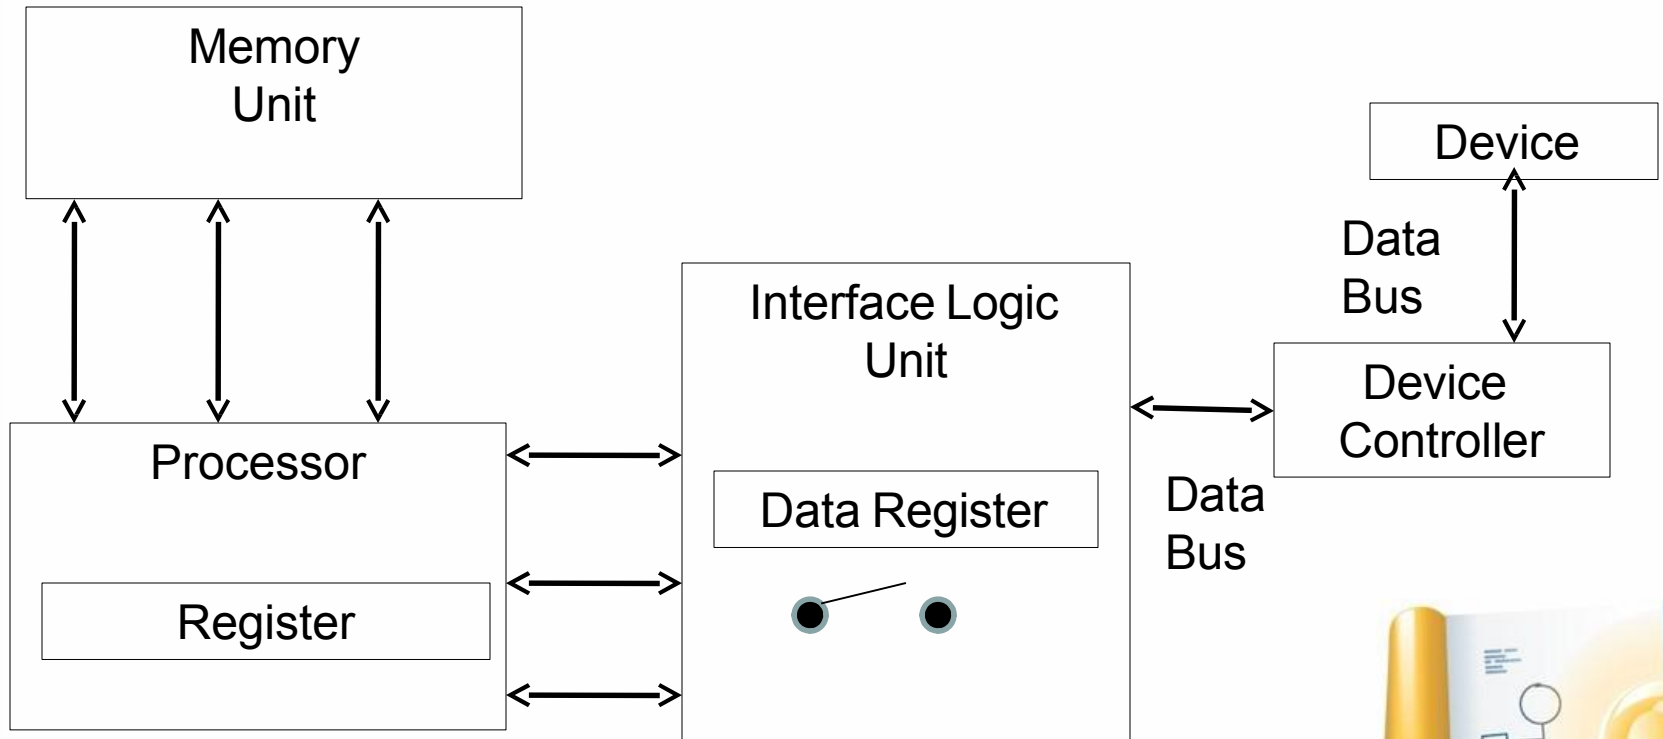 Memory
Unit
Device
Data
Bus
Interface Logic
Unit
Device
Controller
Processor
Data Register
Data
Bus
Register